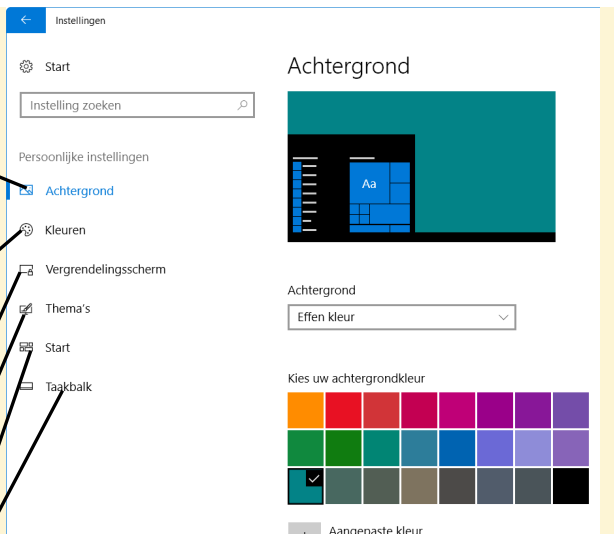 Instellingen
Start
Instelling zoeken
Persoonlijke instellingen
Achtergrond
Kleuren
Vergrendelingsscherm
Thema's
Start
Taakbalk
Achtergrond
Aa
Achtergrond
Effen kleur
Kies uw achtergrondkleur
Aangepaste kleur